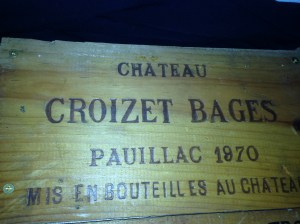 CHATEAU
CROIZET BAGES
PAUILLAC 1970
MIS EN BOUTEILLES AU CHATEAU